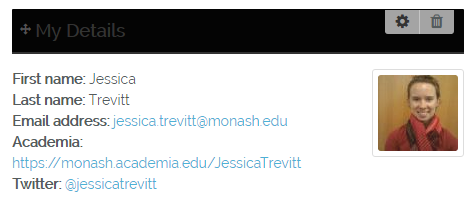 My Details
First name: Jessica
Last name: Trevitt
Email address: jessica.trevitt@monash.edu
Academia:
https://monash.academia.edu/JessicaTrevitt
Twitter: @jessicatrevitt